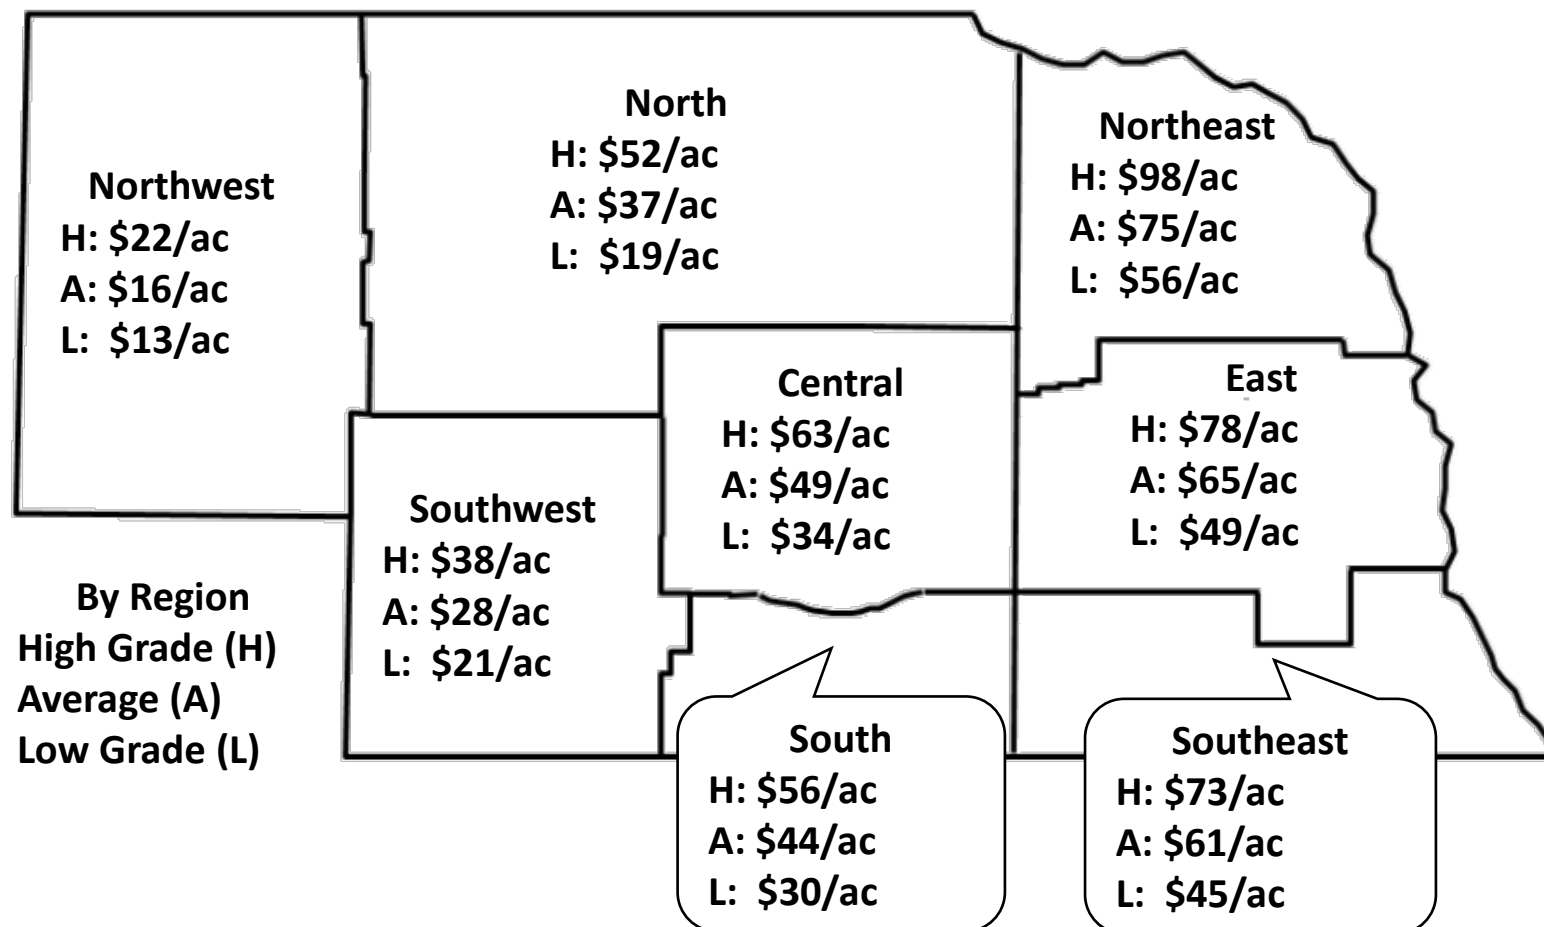 North
H: $52/ac
A: $37/ac
L: $19/ac
Northeast
H: $98/ac
A: $75/ac
L: $56/ac
Northwest
H: $22/ac
A: $16/ac
L: $13/ac
Central
H: $63/ac
A: $49/ac
L: $34/ac
East
H: $78/ac
A: $65/ac
L: $49/ac
Southwest
H: $38/ac
A: $28/ac
L: $21/ac
By Region
High Grade (H)
Average (A)
Low Grade (L)
South
H: $56/ac
A: $44/ac
L: $30/ac
Southeast
H: $73/ac
A: $61/ac
L: $45/ac